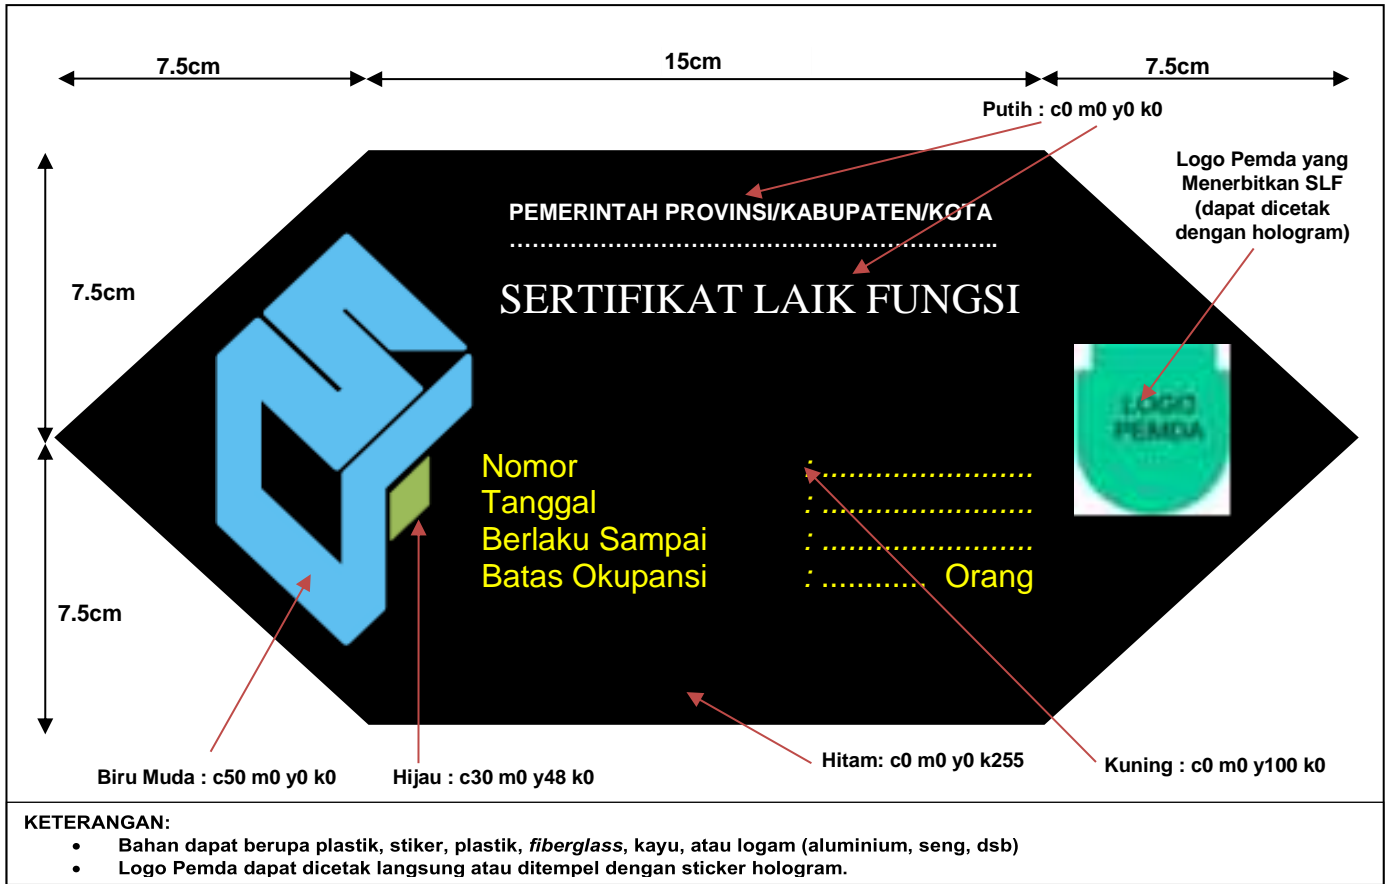 7.5cm
15cm
7.5cm
Putih : c0 m0 y0 k0
Logo Pemda yang
Menerbitkan SLF
(dapat dicetak
dengan hologram)
PEMERINTAH PROVINSI/KABUPATEN/KOTA
…………………………………………………………..
7.5cm
SERTIFIKAT LAIK FUNGSI
LOGO
PEMDA
Nomor : ........................
Tanggal : ........................
Berlaku Sampai : ........................
Batas Okupansi : ............ Orang
7.5cm
Biru Muda : c50 m0 y0 k0
Hijau : c30 m0 y48 k0
Hitam: c0 m0 y0 k255
Kuning : c0 m0 y100 k0
KETERANGAN:
• Bahan dapat berupa plastik, stiker, plastik, fiberglass, kayu, atau logam (aluminium, seng, dsb)
• Logo Pemda dapat dicetak langsung atau ditempel dengan sticker hologram.